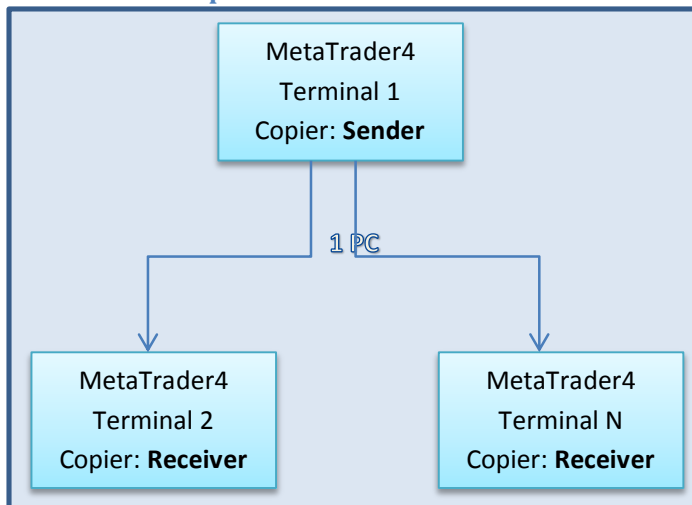 MetaTrader4
Terminal 1
Copier: Sender
1 PC
MetaTrader4
Terminal 2
Copier: Receiver
MetaTrader4
Terminal N
Copier: Receiver